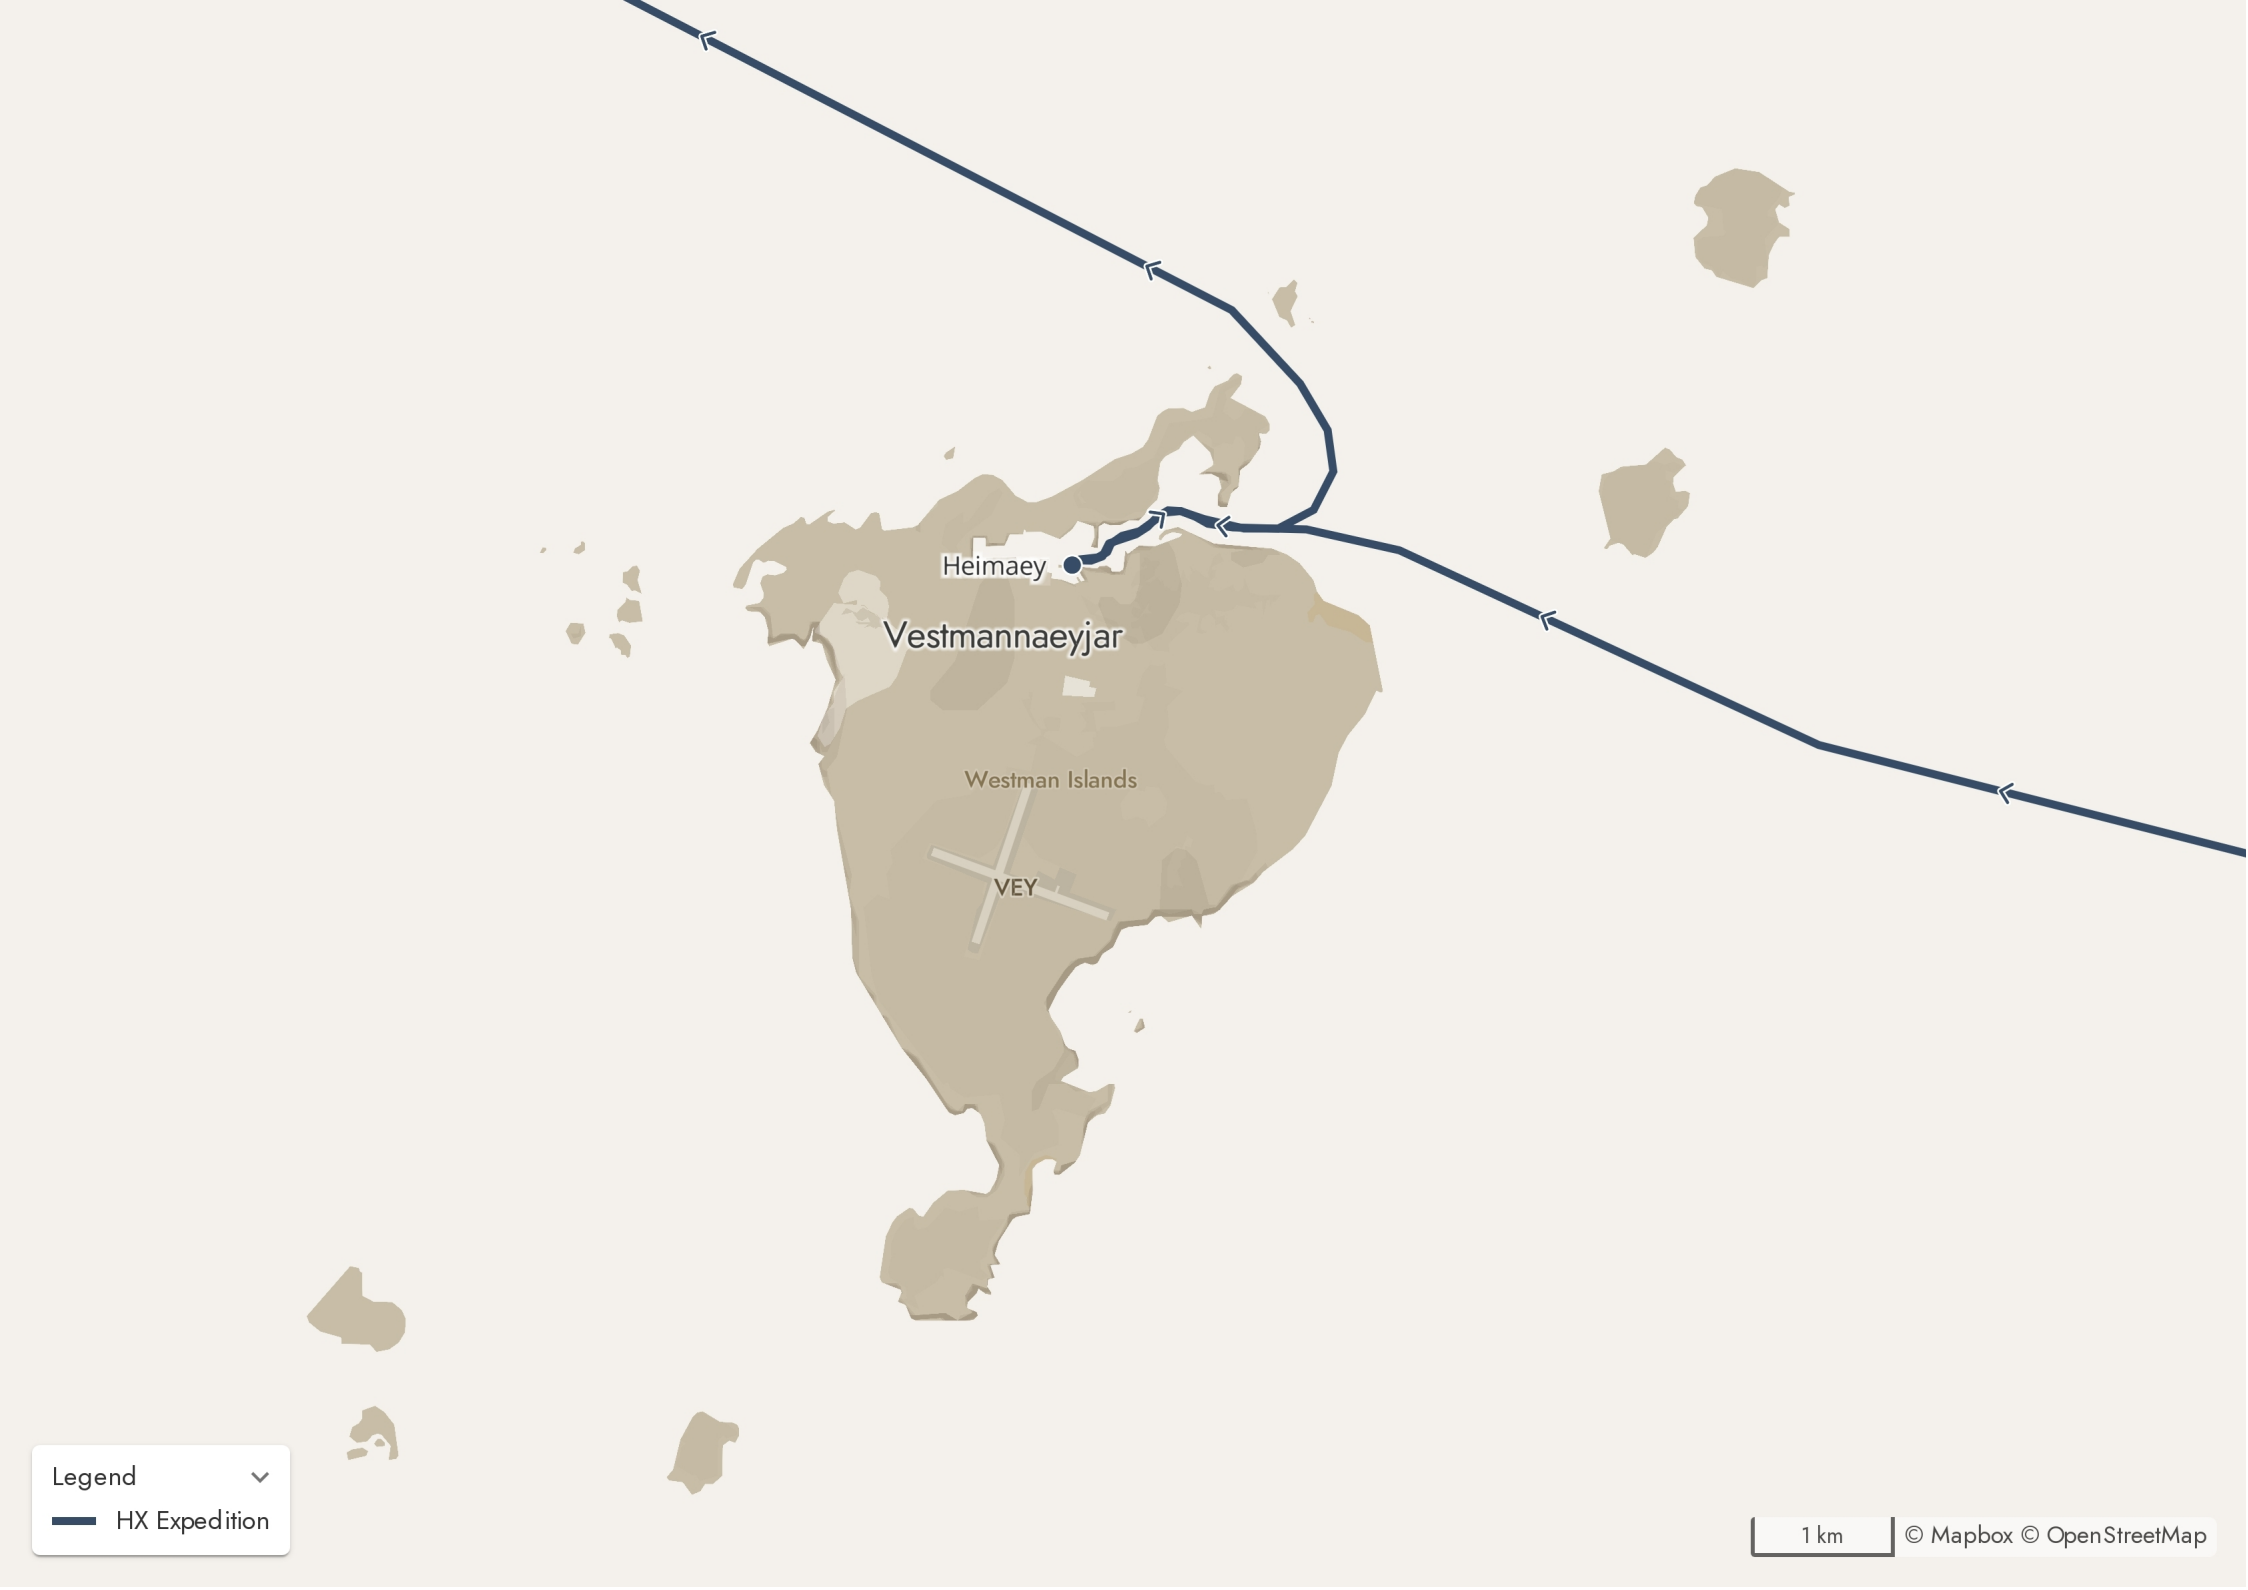 Heimaey
Vestmannaeyjar
Westman Islands
VEY
Legend
HX Expedition
1 km
© Mapbox © OpenStreetMap